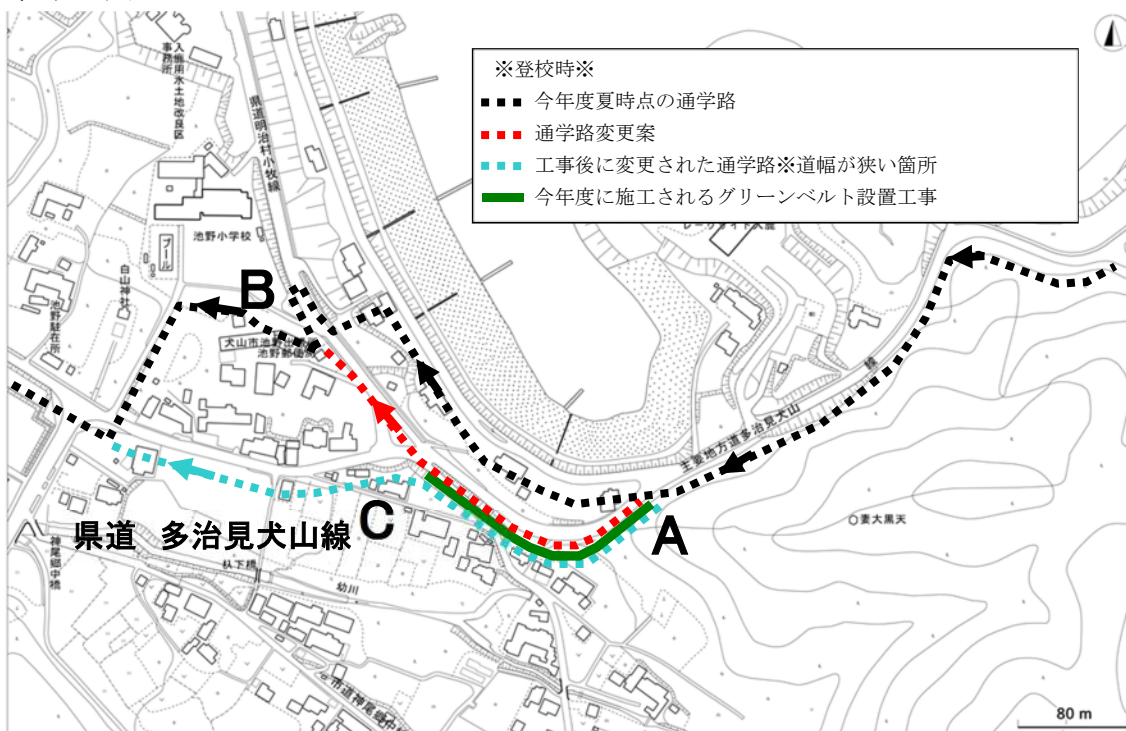 ※登校時※
今年度夏時点の通学路
通学路変更案
工事後に変更された通学路※道幅が狭い箇所
今年度に施工されるグリーンベルト設置工事
入鹿用水土地改良区
事務所
県道明治村小牧線
池野小学校
プール
白山神社
池野駐在所
B
犬山市池野出張所
池野郵便局
主要地方道多治見犬山
線
A
妻大黒天
C
県道 多治見犬山線
神尾郷中橋
杁下橋
幼川
80 m